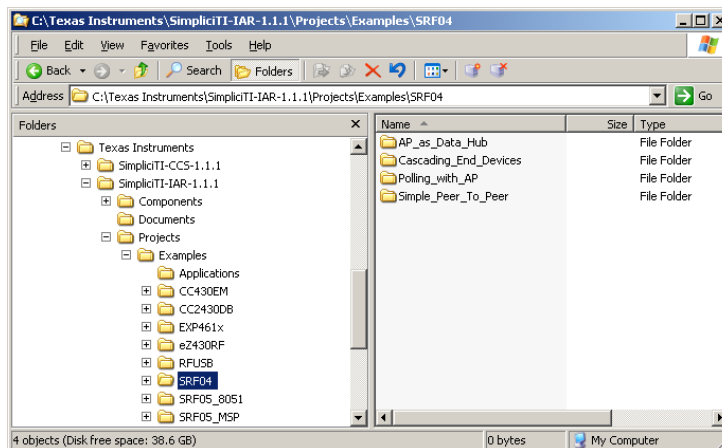 C:\Texas Instruments\SimpliciTI-IAR-1.1.1\Projects\Examples\SRF04
File Edit View Favorites Tools Help
Back Search Folders
Address C:\Texas Instruments\SimpliciTI-IAR-1.1.1\Projects\Examples\SRF04 Go
Folders
Texas Instruments
SimpliciTI-CCS-1.1.1
SimpliciTI-IAR-1.1.1
Components
Documents
Projects
Examples
Applications
CC430EM
CC2430DB
EXP461x
eZ430RF
RFUSB
SRF04
SRF05_8051
SRF05_MSP
Name Size Type
AP_as_Data_Hub File Folder
Cascading_End_Devices File Folder
Polling_with_AP File Folder
Simple_Peer_To_Peer File Folder
4 objects (Disk free space: 38.6 GB) 0 bytes My Computer